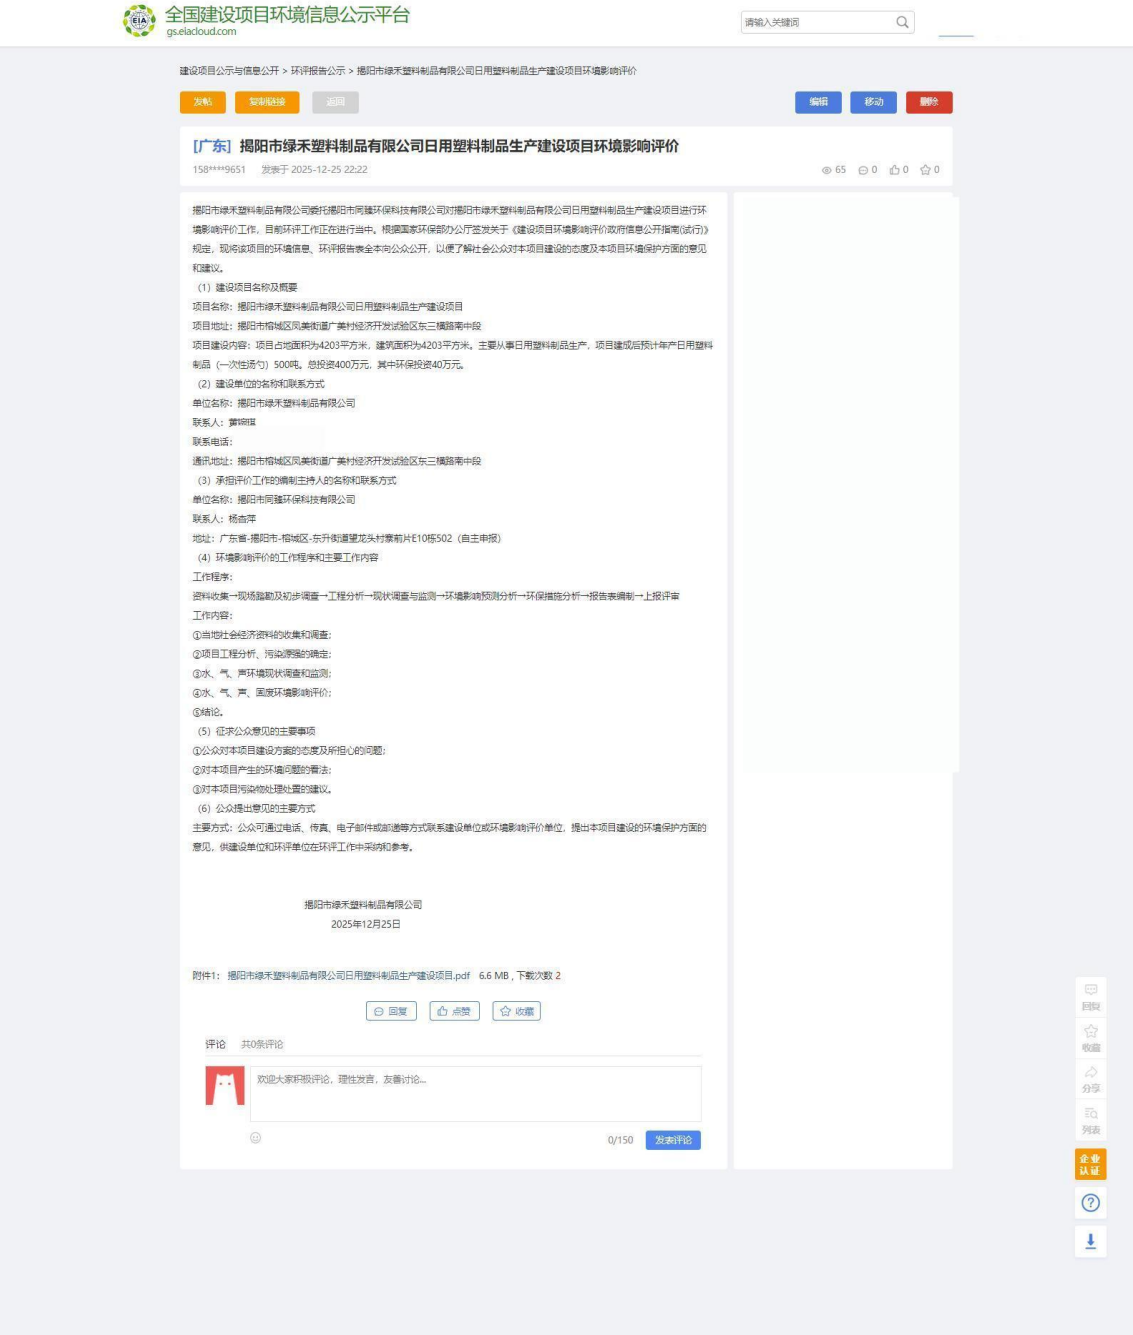 全国建设项目环境信息公示平台
gs.eiacloud.com
请输入关键词
建设项目公示与信息公开 > 环评报告公示 > 揭阳市绿禾塑料制品有限公司日用塑料制品生产建设项目环境影响评价
发帖 复制链接 返回 编辑 移动 删除
[广东] 揭阳市绿禾塑料制品有限公司日用塑料制品生产建设项目环境影响评价
158****9651 发表于 2025-12-25 22:22 65 0 0 0
揭阳市绿禾塑料制品有限公司委托揭阳市同臻环保科技有限公司对揭阳市绿禾塑料制品有限公司日用塑料制品生产建设项目进行环
境影响评价工作，目前环评工作正在进行当中。根据国家环保部办公厅签发关于《建设项目环境影响评价政府信息公开指南(试行)》
规定，现将该项目的环境信息、环评报告表全本向公众公开，以便了解社会公众对本项目建设的态度及本项目环境保护方面的意见
和建议。
（1）建设项目名称及概要
项目名称：揭阳市绿禾塑料制品有限公司日用塑料制品生产建设项目
项目地址：揭阳市榕城区凤美街道广美村经济开发试验区东三横路南中段
项目建设内容：项目占地面积为4203平方米，建筑面积为4203平方米。主要从事日用塑料制品生产，项目建成后预计年产日用塑料
制品（一次性汤勺）500吨。总投资400万元，其中环保投资40万元。
（2）建设单位的名称和联系方式
单位名称：揭阳市绿禾塑料制品有限公司
联系人：黄婉琪
联系电话：
通讯地址：揭阳市榕城区凤美街道广美村经济开发试验区东三横路南中段
（3）承担评价工作的编制主持人的名称和联系方式
单位名称：揭阳市同臻环保科技有限公司
联系人：杨杏萍
地址：广东省-揭阳市-榕城区-东升街道望龙头村寨前片E10栋502（自主申报）
（4）环境影响评价的工作程序和主要工作内容
工作程序：
资料收集→现场踏勘及初步调查→工程分析→现状调查与监测→环境影响预测分析→环保措施分析→报告表编制→上报评审
工作内容：
①当地社会经济资料的收集和调查；
②项目工程分析、污染源强的确定；
③水、气、声环境现状调查和监测；
④水、气、声、固废环境影响评价；
⑤结论。
（5）征求公众意见的主要事项
①公众对本项目建设方案的态度及所担心的问题；
②对本项目产生的环境问题的看法；
③对本项目污染物处理处置的建议。
（6）公众提出意见的主要方式
主要方式：公众可通过电话、传真、电子邮件或邮递等方式联系建设单位或环境影响评价单位，提出本项目建设的环境保护方面的
意见，供建设单位和环评单位在环评工作中采纳和参考。
揭阳市绿禾塑料制品有限公司
2025年12月25日
附件1： 揭阳市绿禾塑料制品有限公司日用塑料制品生产建设项目.pdf 6.6 MB，下载次数 2
回复 点赞 收藏
评论 共0条评论
欢迎大家积极评论，理性发言，友善讨论...
0/150 发表评论
回复
收藏
分享
列表
企业
认证